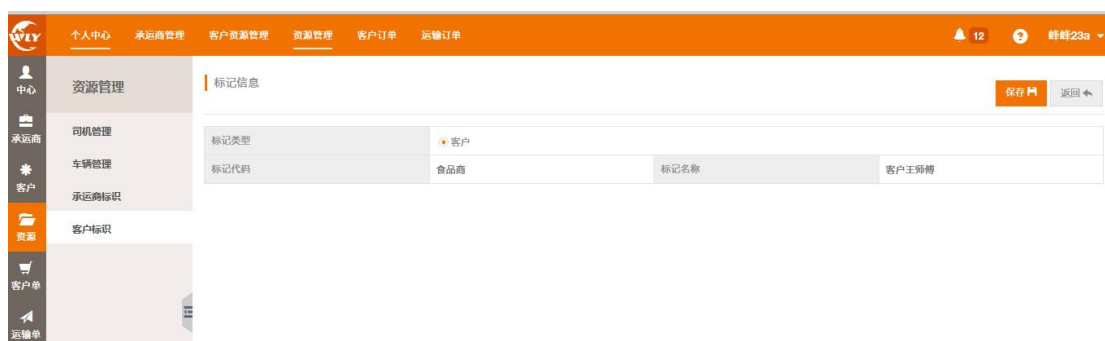 WLY
个人中心 承运商管理 客户资源管理 资源管理 客户订单 运输订单 12 峰峰23a
中心
承运商
客户
资源
客户单
运输单
资源管理
司机管理
车辆管理
承运商标识
客户标识
标记信息
保存 返回
标记类型 客户
标记代码 食品商 标记名称 客户王师傅